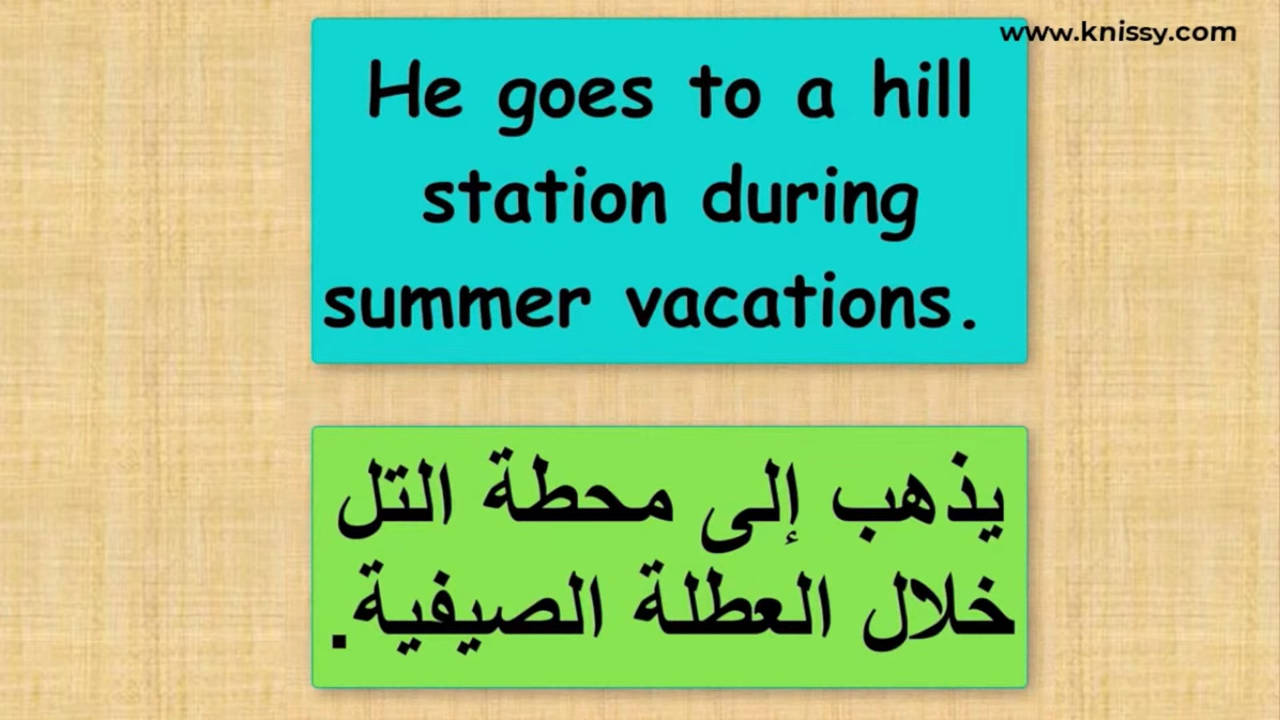 www.knissy.com
He goes to a hill
station during
summer vacations.
يذهب إلى محطة التل
خلال العطلة الصيفية.